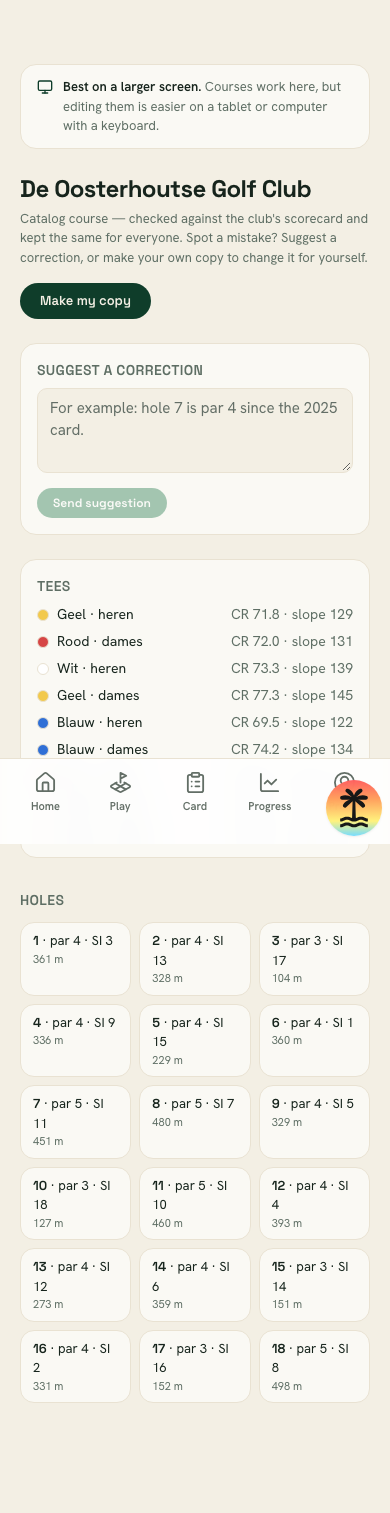 Best on a larger screen. Courses work here, but
editing them is easier on a tablet or computer
with a keyboard.
De Oosterhoutse Golf Club
Catalog course — checked against the club's scorecard and
kept the same for everyone. Spot a mistake? Suggest a
correction, or make your own copy to change it for yourself.
Make my copy
SUGGEST A CORRECTION
For example: hole 7 is par 4 since the 2025
card.
Send suggestion
TEES
Geel · heren CR 71.8 · slope 129
Rood · dames CR 72.0 · slope 131
Wit · heren CR 73.3 · slope 139
Geel · dames CR 77.3 · slope 145
Blauw · heren CR 69.5 · slope 122
Blauw · dames CR 74.2 · slope 134
Home Play Card Progress
HOLES
1 · par 4 · SI 3
361 m
2 · par 4 · SI
13
328 m
3 · par 3 · SI
17
104 m
4 · par 4 · SI 9
336 m
5 · par 4 · SI
15
229 m
6 · par 4 · SI 1
360 m
7 · par 5 · SI
11
451 m
8 · par 5 · SI 7
480 m
9 · par 4 · SI 5
329 m
10 · par 3 · SI
18
127 m
11 · par 5 · SI
10
460 m
12 · par 4 · SI
4
393 m
13 · par 4 · SI
12
273 m
14 · par 4 · SI
6
359 m
15 · par 3 · SI
14
151 m
16 · par 4 · SI
2
331 m
17 · par 3 · SI
16
152 m
18 · par 5 · SI
8
498 m